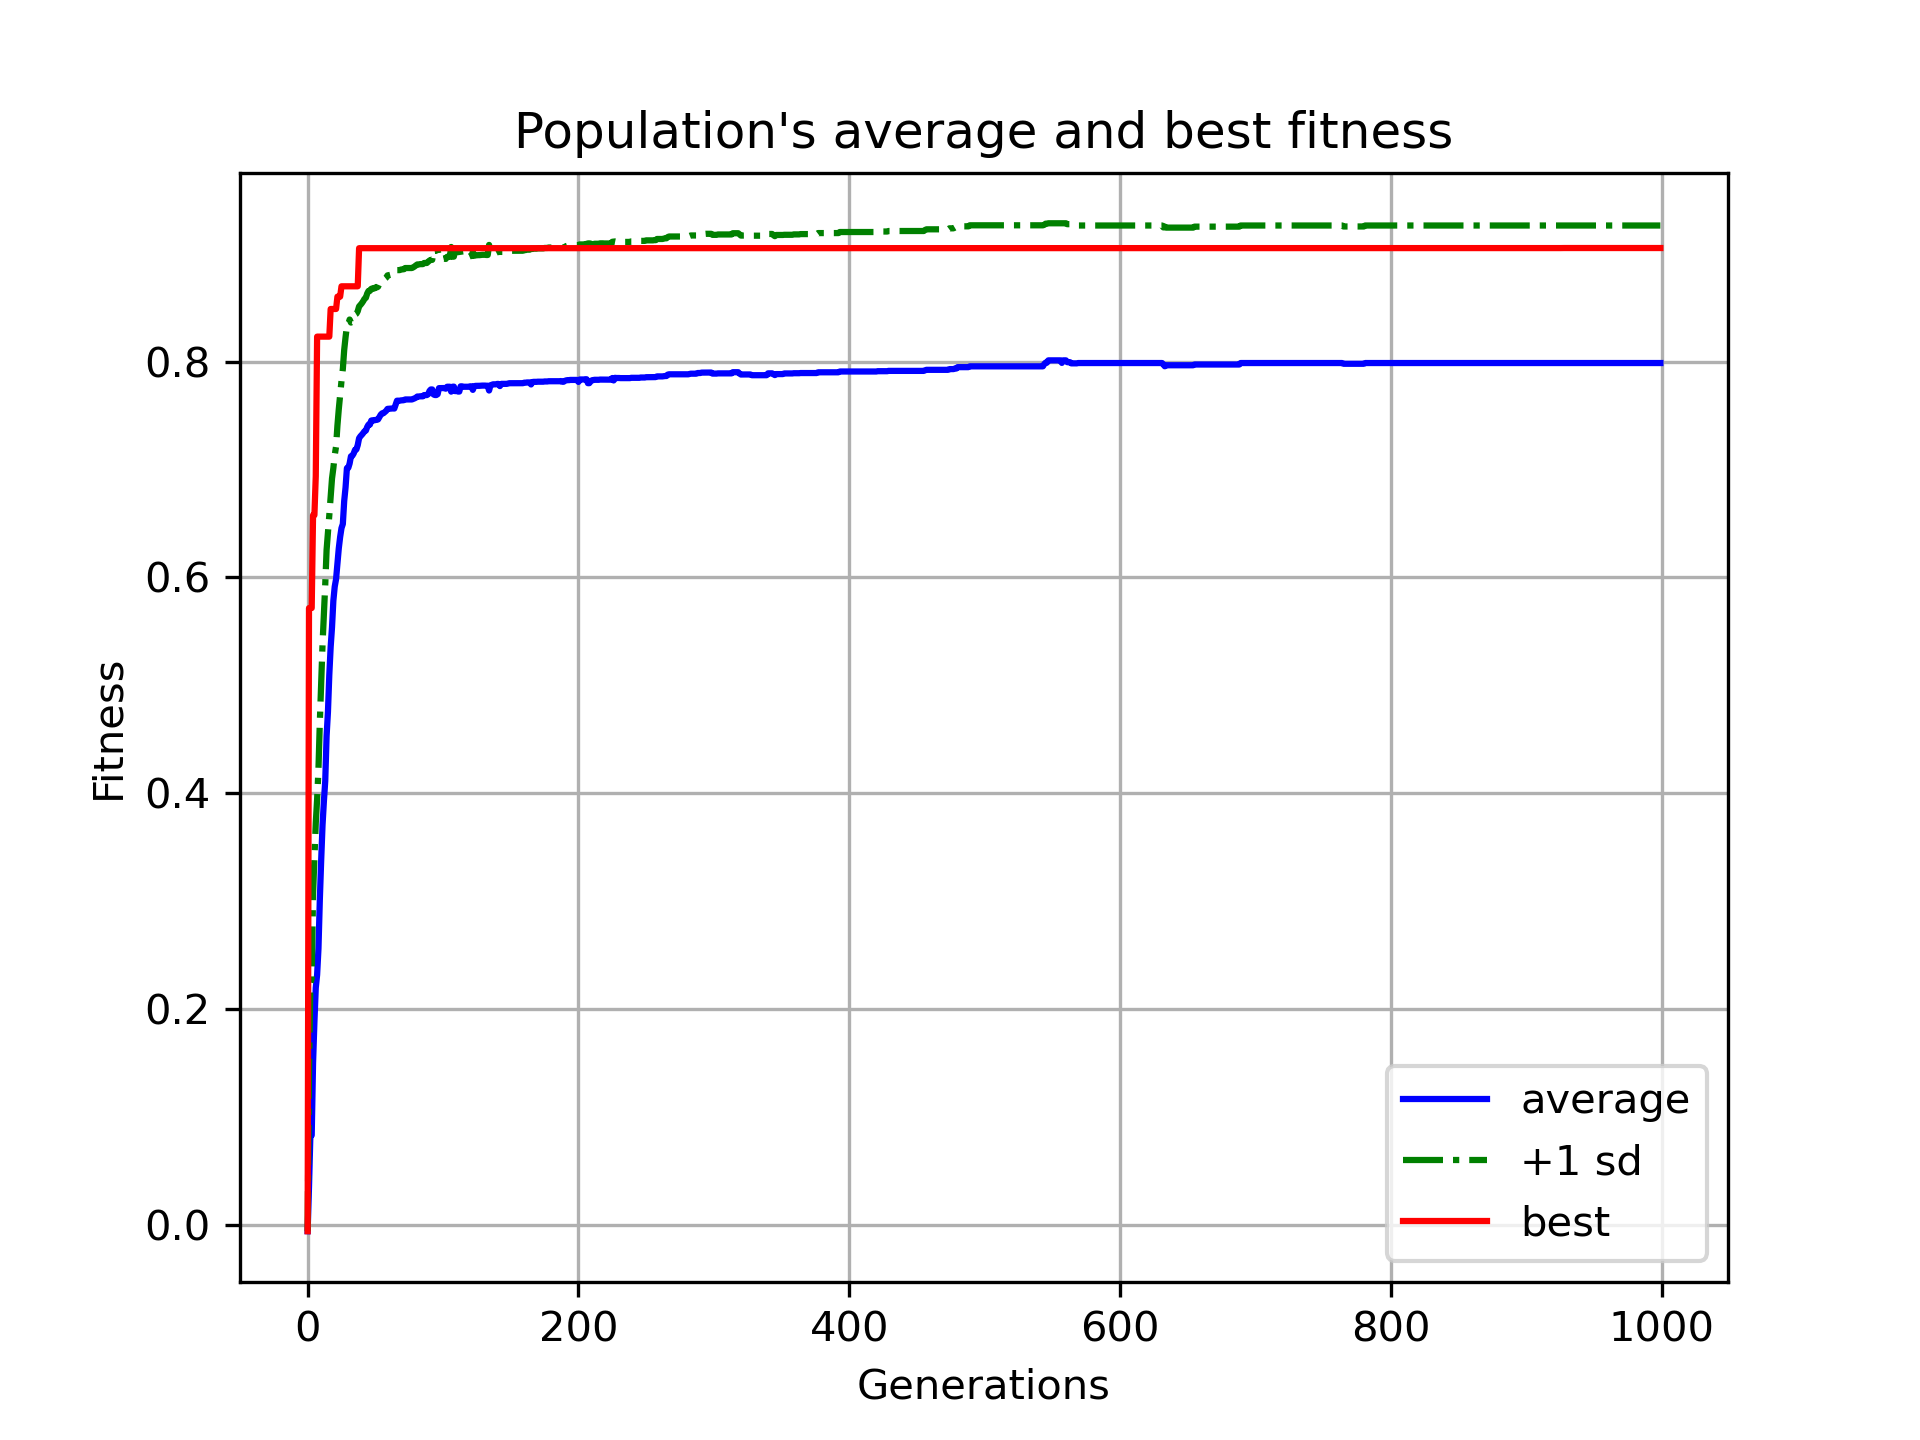 Population's average and best fitness
Fitness
0.8
0.6
0.4
0.2
0.0
0 200 400 600 800 1000
Generations
average
+1 sd
best